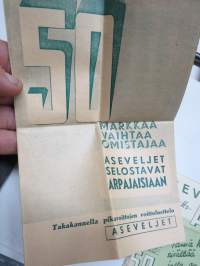 50
MARKKAA
VAIHTAA
OMISTAJAA
ASEVELJET
SELOSTAVAT
ARPAJAISIAAN
Takakannella pikavoittojen voittoluettelo
ASEVELJET